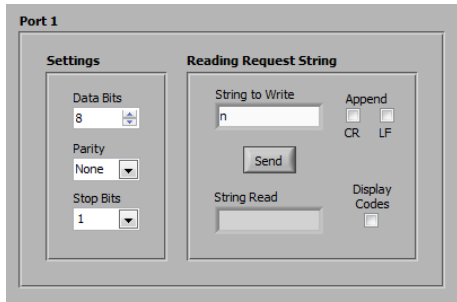 Port 1
Settings
Data Bits
8
Parity
None
Stop Bits
1
Reading Request String
String to Write
n
Append
CR LF
Send
String Read
Display
Codes